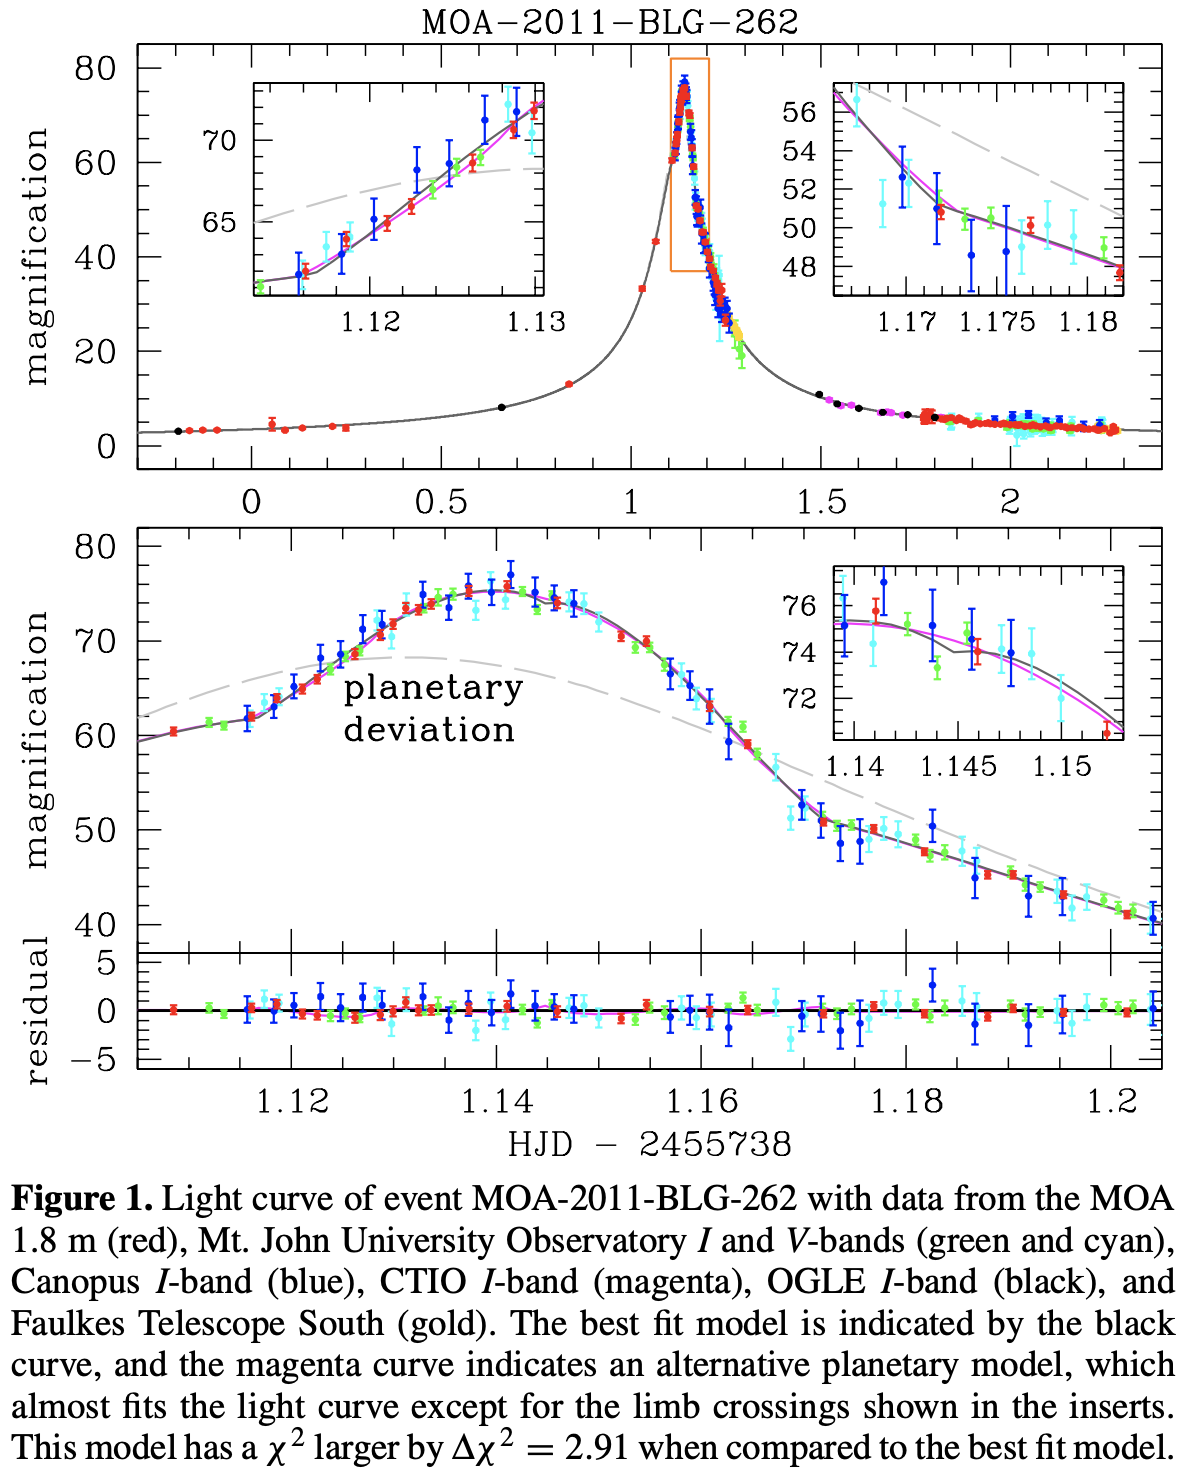 MOA-2011-BLG-262
80
60
40
20
0
magnification
70
65
1.12 1.13
56
54
52
50
48
1.17 1.175 1.18
0 0.5 1 1.5 2
80
70
60
50
40
magnification
planetary
deviation
76
74
72
1.14 1.145 1.15
5
0
−5
residual
1.12 1.14 1.16 1.18 1.2
HJD − 2455738
Figure 1. Light curve of event MOA-2011-BLG-262 with data from the MOA
1.8 m (red), Mt. John University Observatory I and V-bands (green and cyan),
Canopus I-band (blue), CTIO I-band (magenta), OGLE I-band (black), and
Faulkes Telescope South (gold). The best fit model is indicated by the black
curve, and the magenta curve indicates an alternative planetary model, which
almost fits the light curve except for the limb crossings shown in the inserts.
This model has a χ² larger by Δχ² = 2.91 when compared to the best fit model.